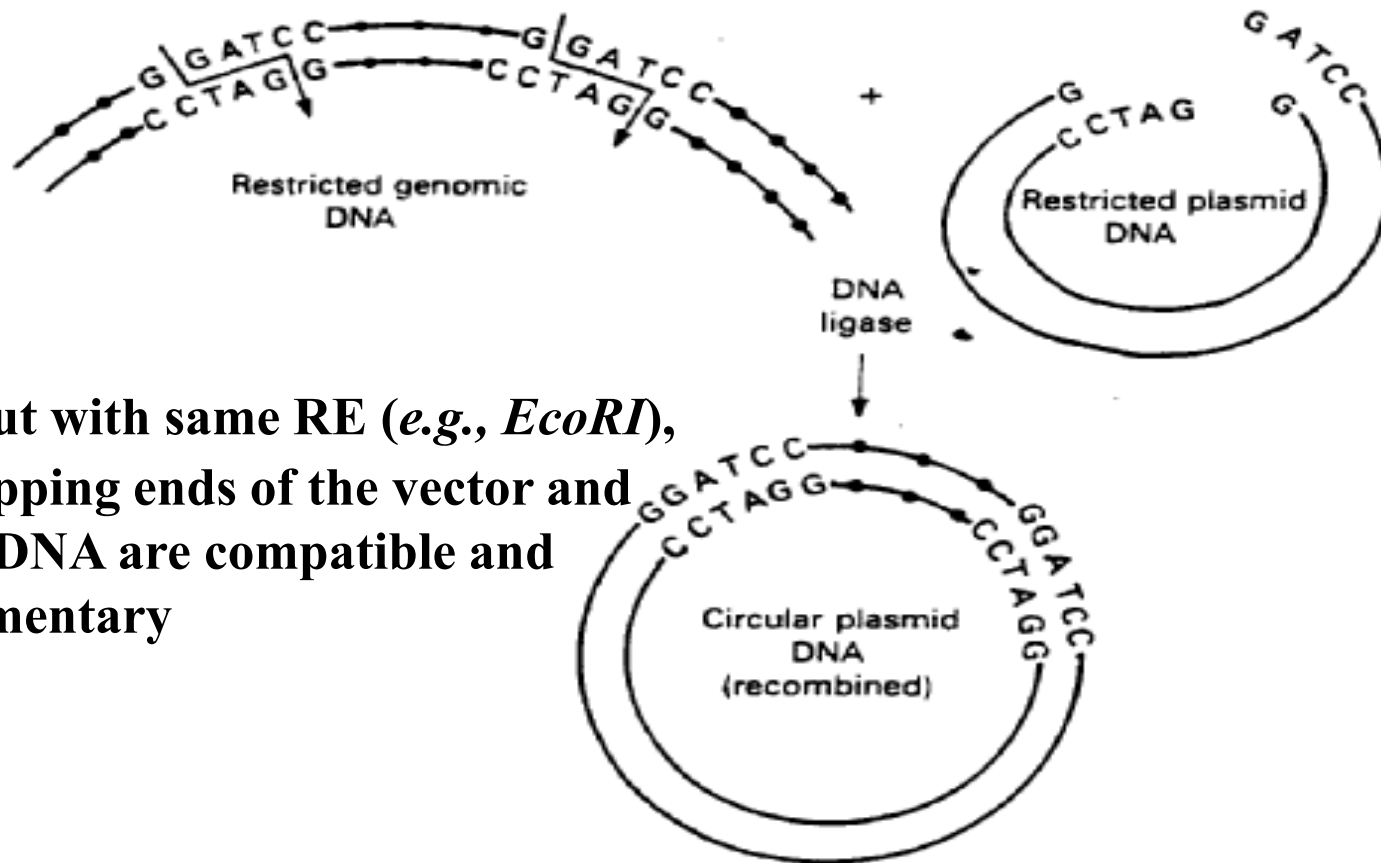 G GATCC G GATCC
CCTAG G CCTAG G
Restricted genomic
DNA
+
GATCC
G
CCTAG G
Restricted plasmid
DNA
DNA
ligase
ut with same RE (e.g., EcoRI),
pping ends of the vector and
DNA are compatible and
mentary
GGATCC GGATCC
CCTAGG CCTAGG
Circular plasmid
DNA
(recombined)